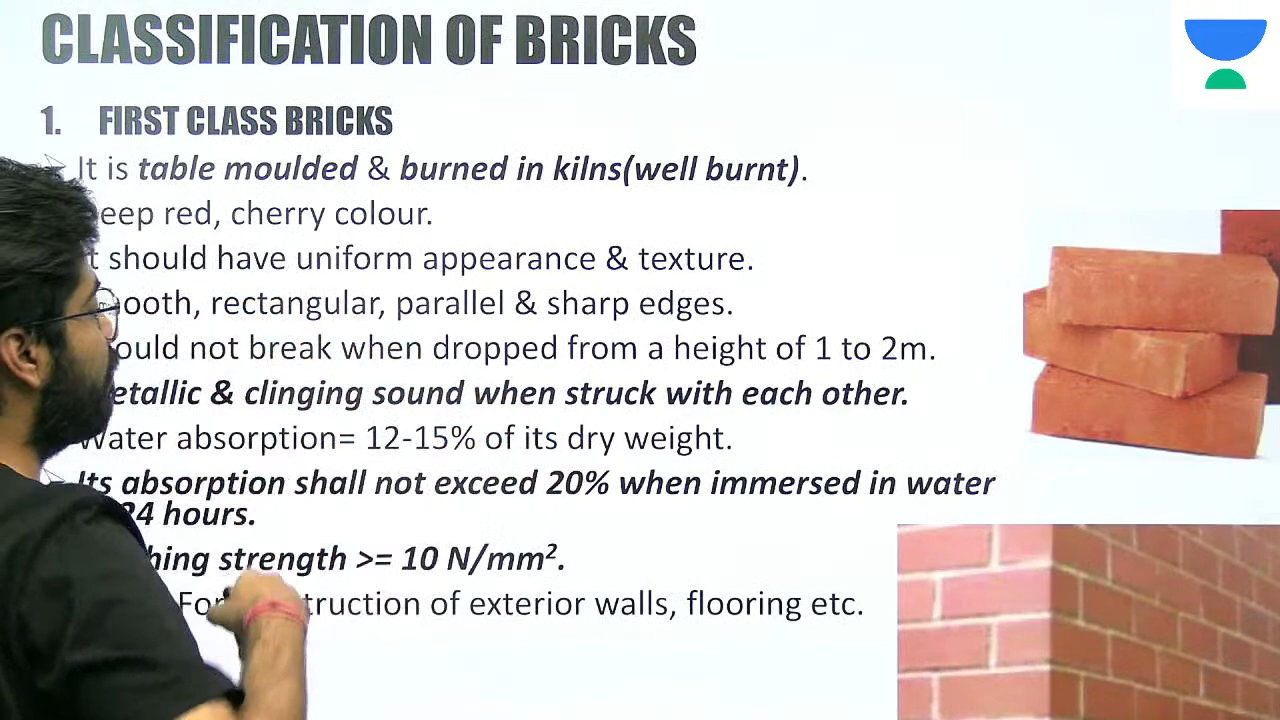 CLASSIFICATION OF BRICKS
1. FIRST CLASS BRICKS
It is table moulded & burned in kilns(well burnt).
eep red, cherry colour.
t should have uniform appearance & texture.
ooth, rectangular, parallel & sharp edges.
ould not break when dropped from a height of 1 to 2m.
etallic & clinging sound when struck with each other.
Water absorption= 12-15% of its dry weight.
Its absorption shall not exceed 20% when immersed in water
24 hours.
hing strength >= 10 N/mm².
For truction of exterior walls, flooring etc.